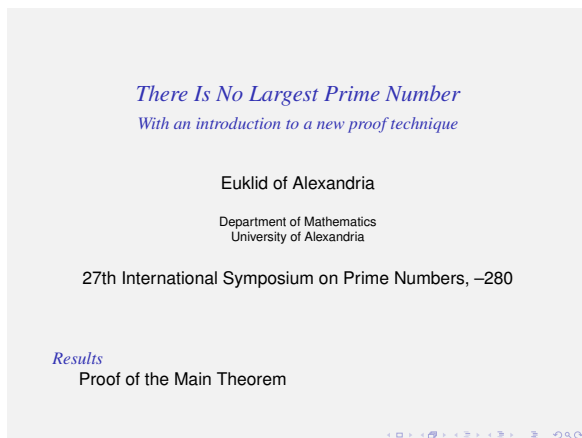 There Is No Largest Prime Number
With an introduction to a new proof technique
Euklid of Alexandria
Department of Mathematics
University of Alexandria
27th International Symposium on Prime Numbers, –280
Results
Proof of the Main Theorem